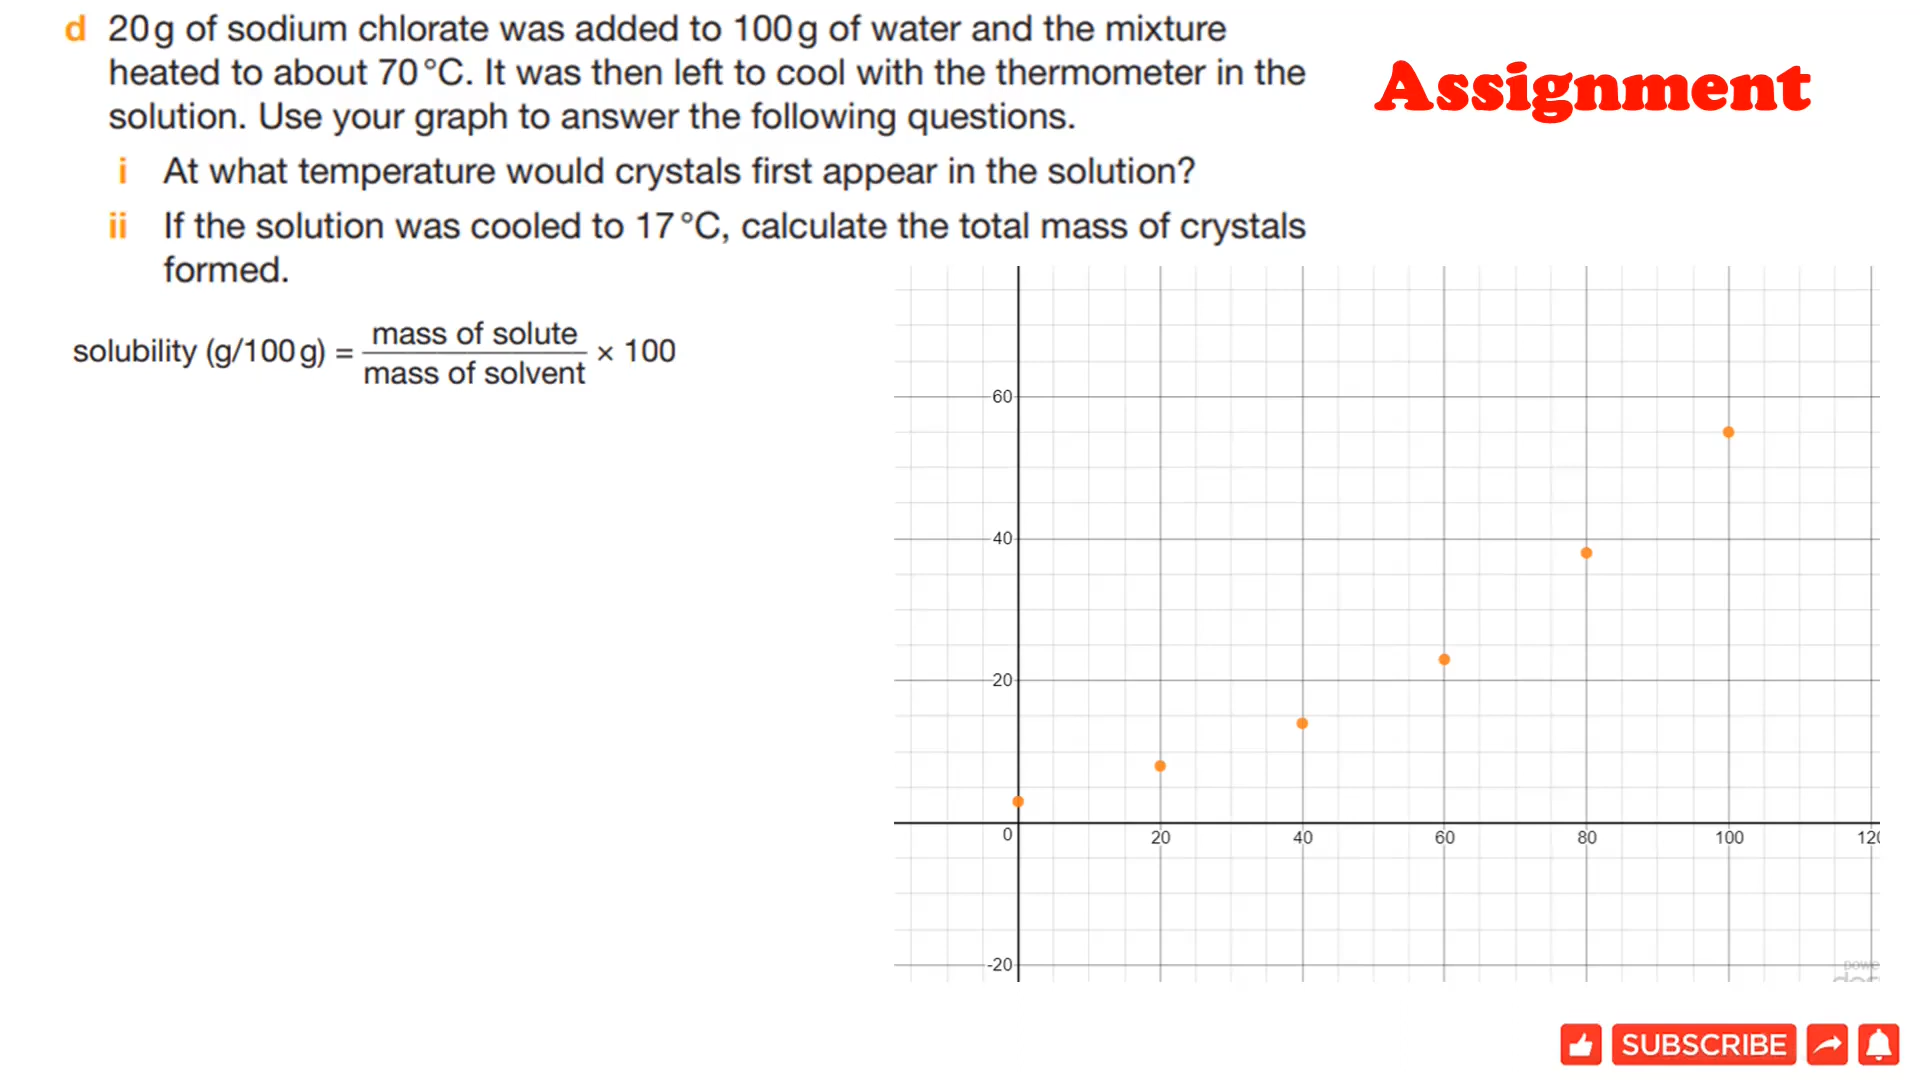 d 20 g of sodium chlorate was added to 100 g of water and the mixture
heated to about 70 °C. It was then left to cool with the thermometer in the
solution. Use your graph to answer the following questions.
Assignment
i At what temperature would crystals first appear in the solution?
ii If the solution was cooled to 17 °C, calculate the total mass of crystals
formed.
solubility (g/100 g) = mass of solute / mass of solvent × 100
60
40
20
0 20 40 60 80 100 120
-20
SUBSCRIBE